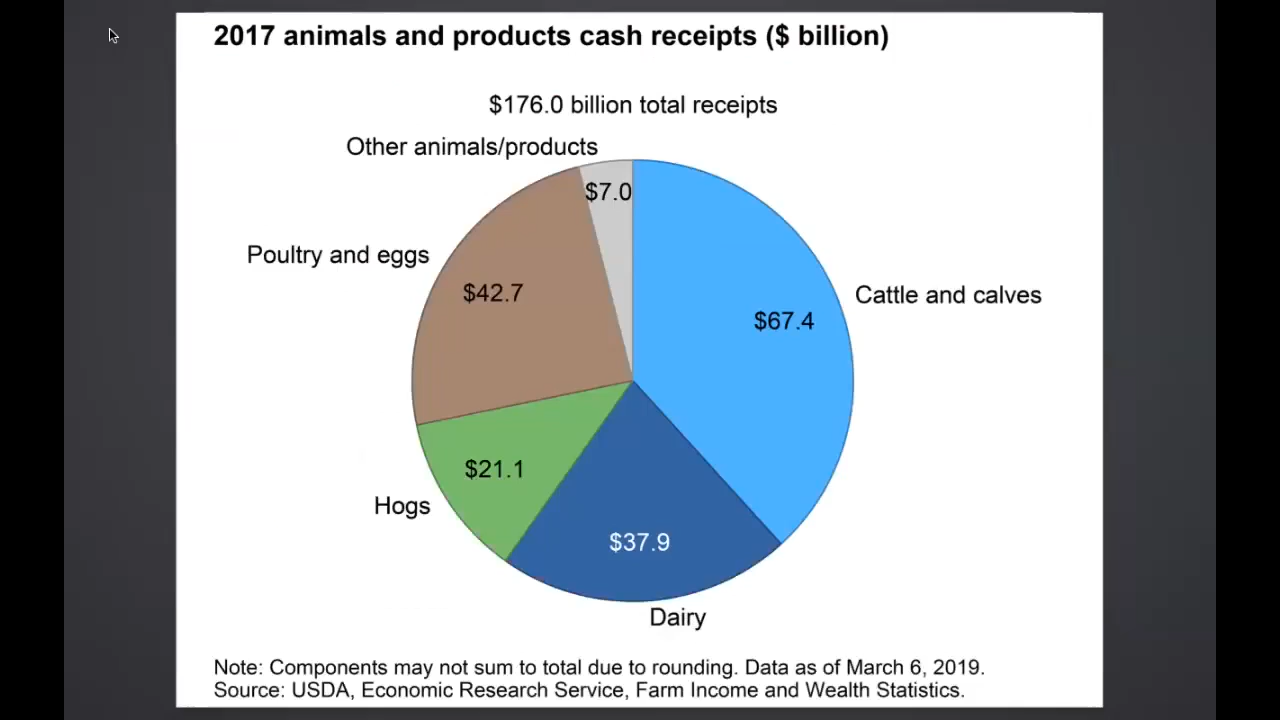 2017 animals and products cash receipts ($ billion)
$176.0 billion total receipts
Other animals/products
$7.0
Poultry and eggs
$42.7
Cattle and calves
$67.4
$21.1
Hogs
$37.9
Dairy
Note: Components may not sum to total due to rounding. Data as of March 6, 2019.
Source: USDA, Economic Research Service, Farm Income and Wealth Statistics.